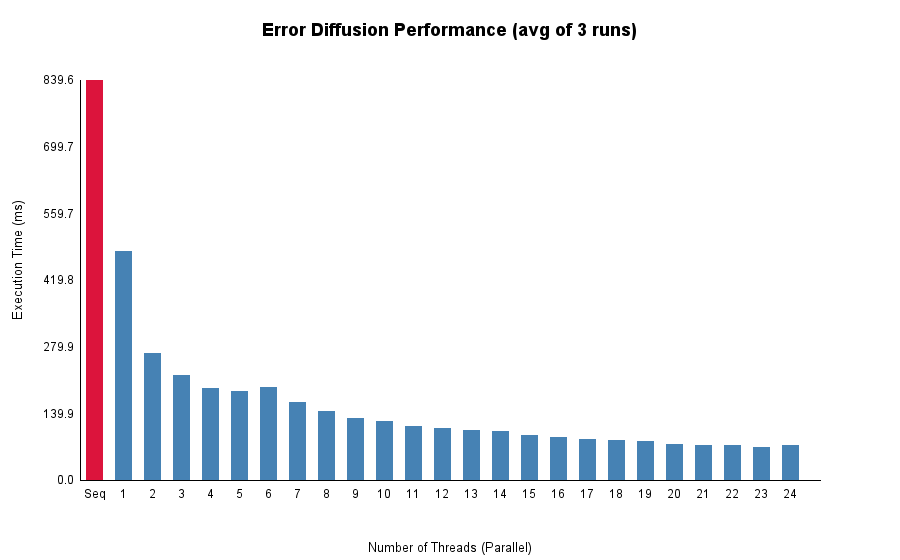 Error Diffusion Performance (avg of 3 runs)
839.6
699.7
559.7
419.8
279.9
139.9
0.0
Execution Time (ms)
Seq 1 2 3 4 5 6 7 8 9 10 11 12 13 14 15 16 17 18 19 20 21 22 23 24
Number of Threads (Parallel)